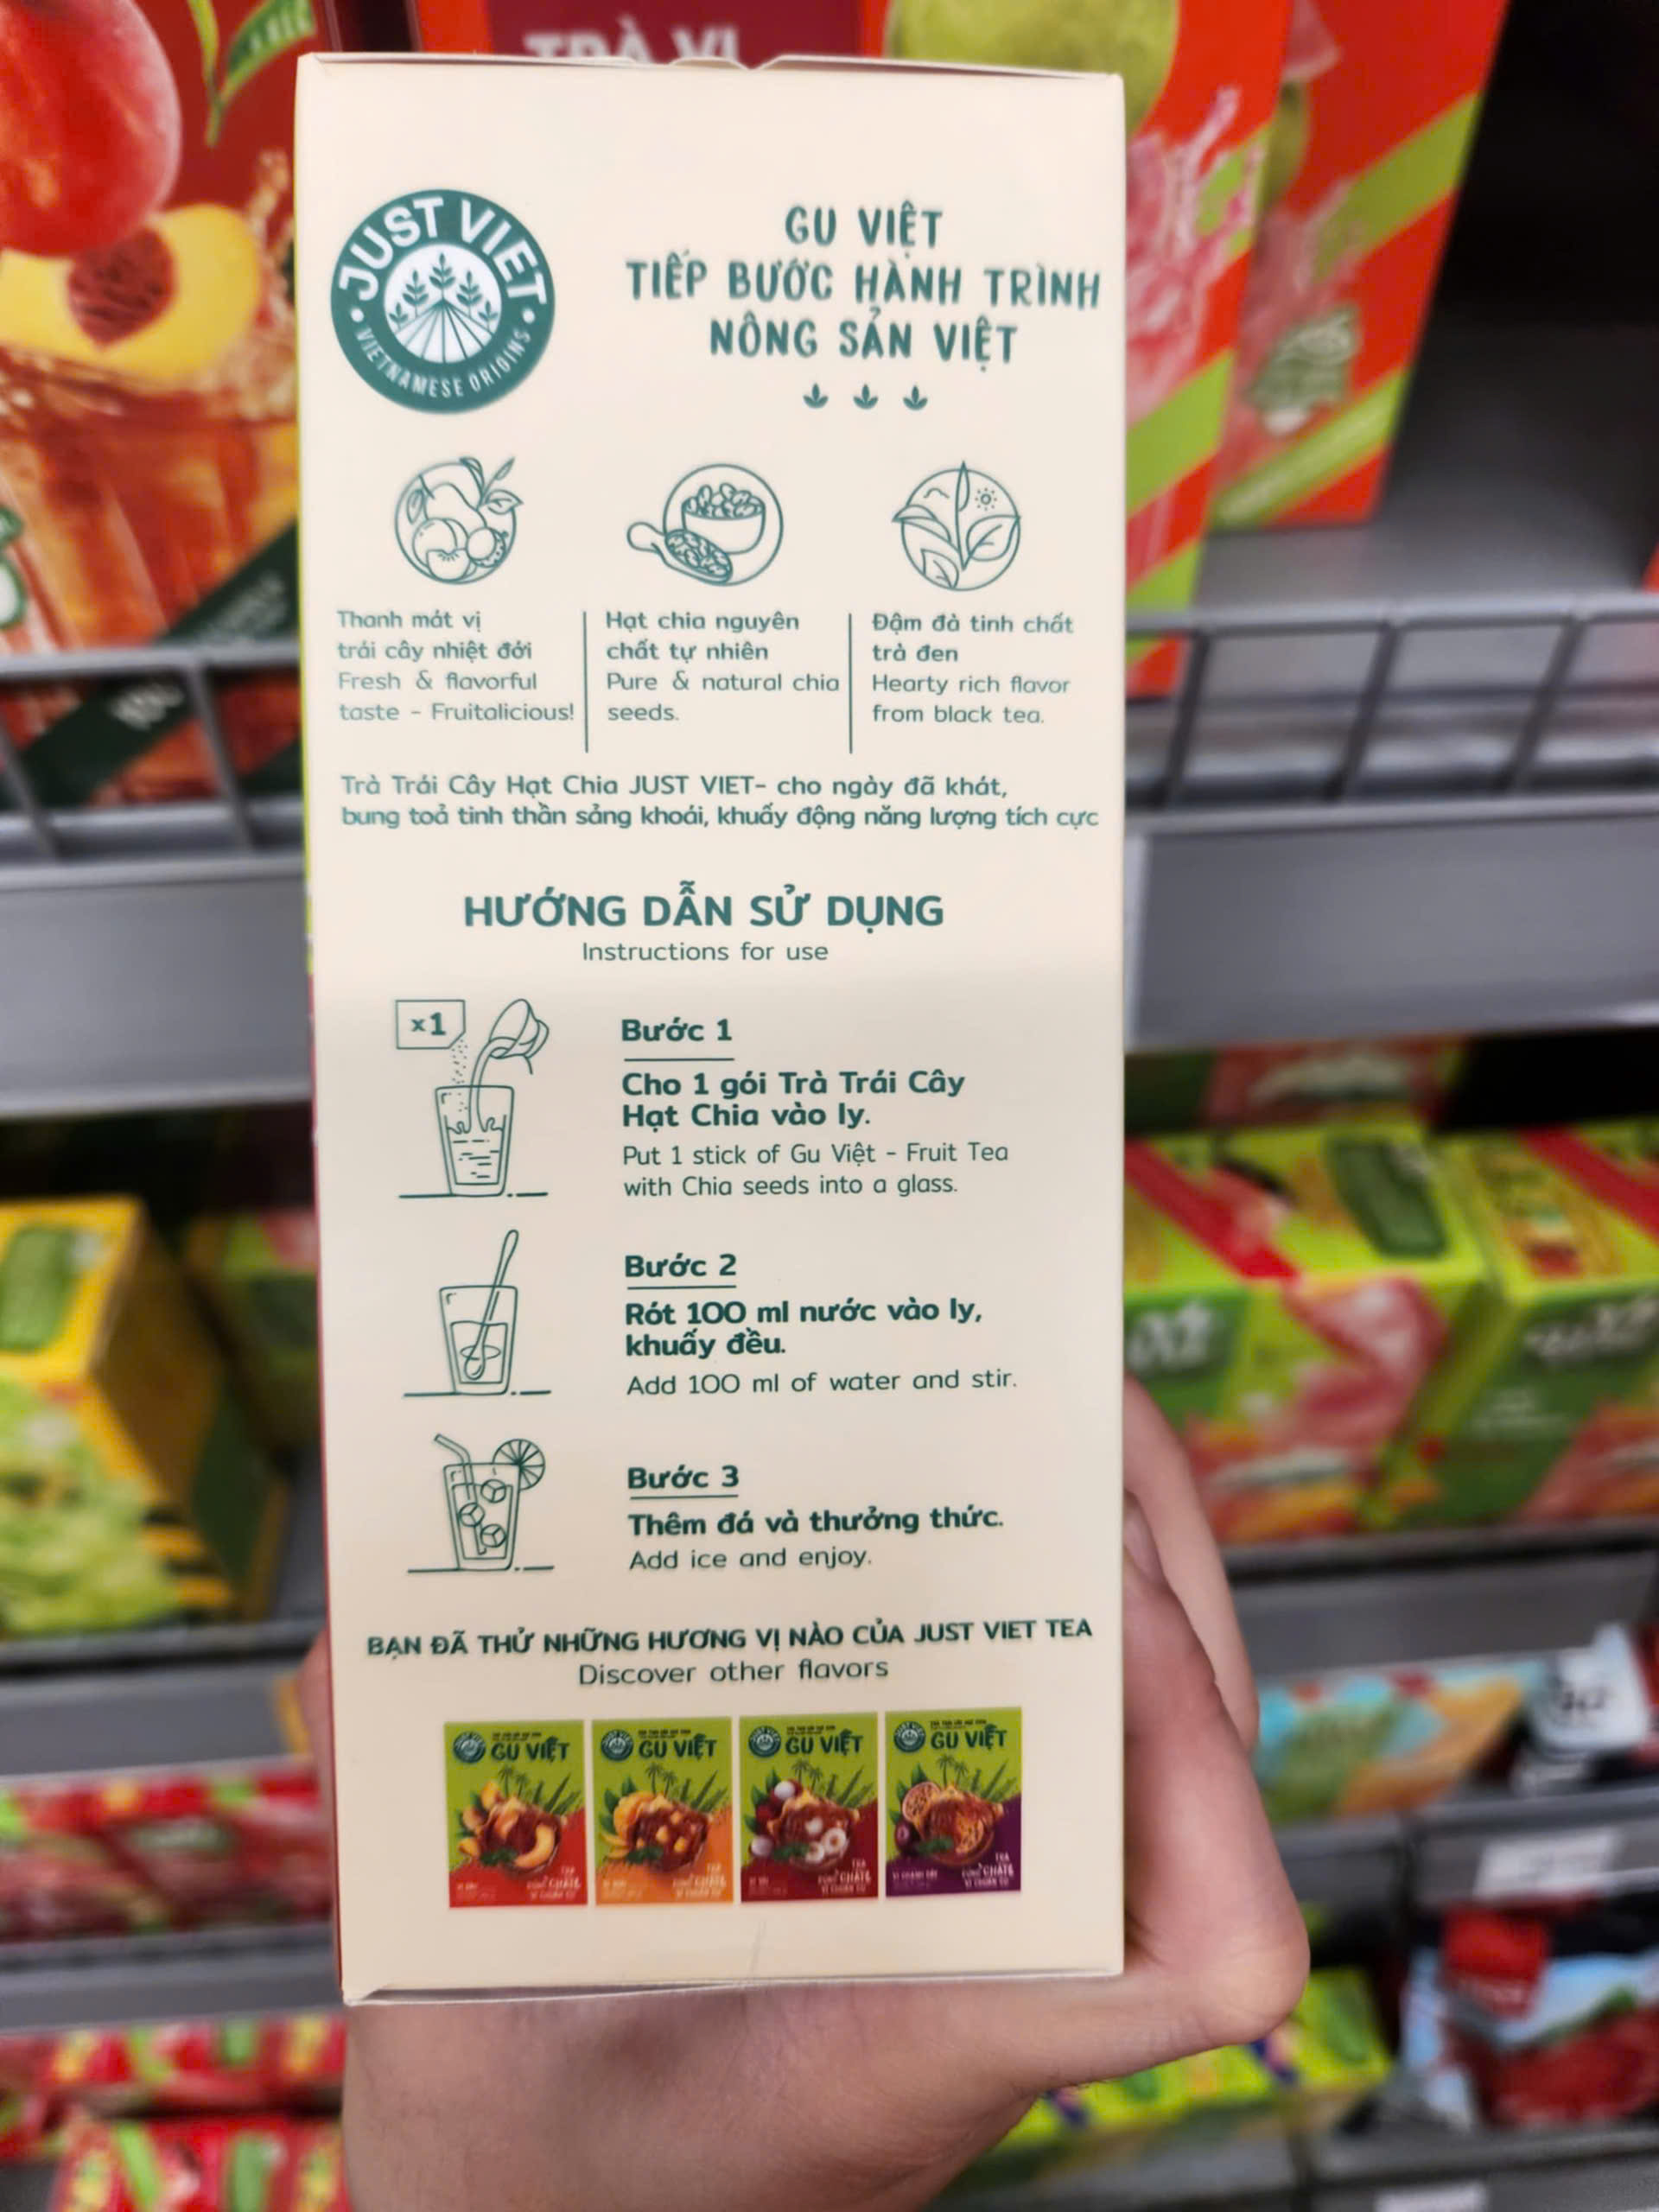 TRÀ VỊ
JUST VIET
VIETNAMESE ORIGINS
GU VIỆT
TIẾP BƯỚC HÀNH TRÌNH
NÔNG SẢN VIỆT
Thanh mát vị
trái cây nhiệt đới
Fresh & flavorful
taste - Fruitalicious!
Hạt chia nguyên
chất tự nhiên
Pure & natural chia
seeds.
Đậm đà tinh chất
trà đen
Hearty rich flavor
from black tea.
Trà Trái Cây Hạt Chia JUST VIET- cho ngày đã khát,
bung toả tinh thần sảng khoái, khuấy động năng lượng tích cực
HƯỚNG DẪN SỬ DỤNG
Instructions for use
x1
Bước 1
Cho 1 gói Trà Trái Cây
Hạt Chia vào ly.
Put 1 stick of Gu Việt - Fruit Tea
with Chia seeds into a glass.
Bước 2
Rót 100 ml nước vào ly,
khuấy đều.
Add 100 ml of water and stir.
Bước 3
Thêm đá và thưởng thức.
Add ice and enjoy.
BẠN ĐÃ THỬ NHỮNG HƯƠNG VỊ NÀO CỦA JUST VIET TEA
Discover other flavors
GU VIỆT
GU VIỆT
GU VIỆT
GU VIỆT